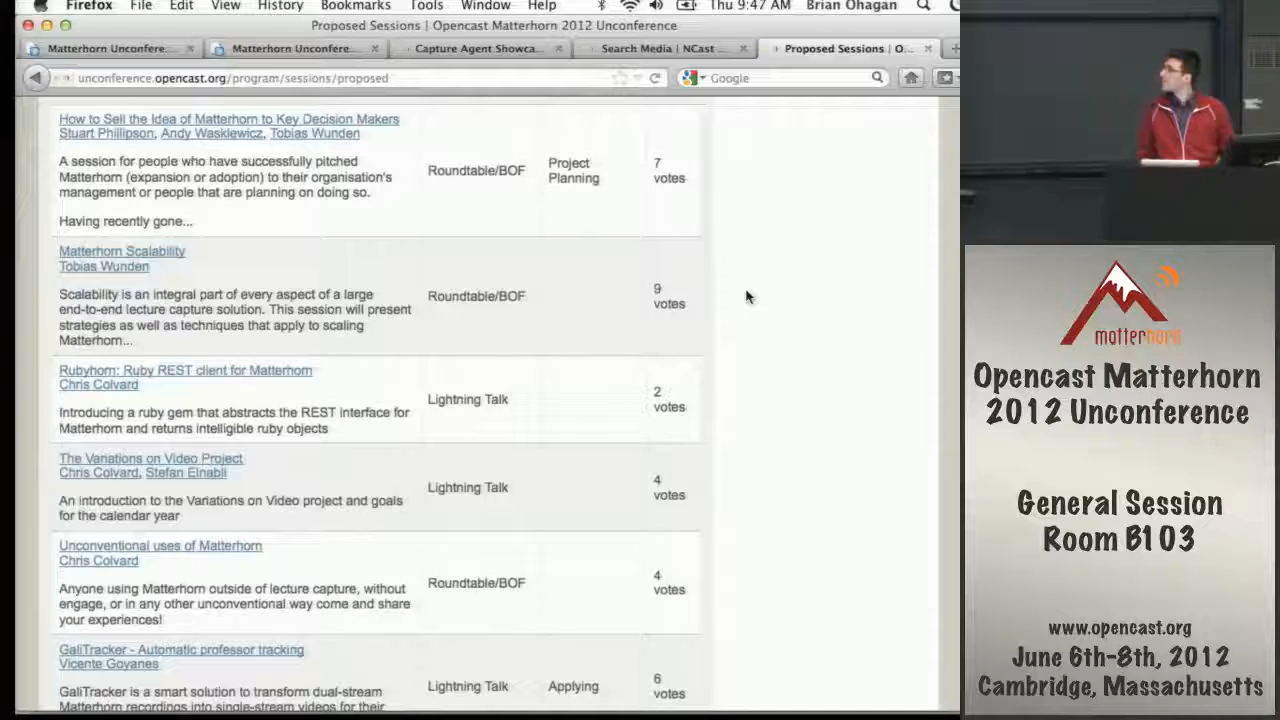 Firefox File Edit View History Bookmarks Tools Window Help Thu 9:47 AM Brian Ohagan
Proposed Sessions | Opencast Matterhorn 2012 Unconference
Matterhorn Unconfere... Matterhorn Unconfere... Capture Agent Showca... Search Media | NCast ... Proposed Sessions | O...
unconference.opencast.org/program/sessions/proposed Google
How to Sell the Idea of Matterhorn to Key Decision Makers
Stuart Phillipson, Andy Wasklewicz, Tobias Wunden
A session for people who have successfully pitched
Matterhorn (expansion or adoption) to their organisation's
management or people that are planning on doing so.
Having recently gone...
Roundtable/BOF
Project
Planning
7
votes
Matterhorn Scalability
Tobias Wunden
Scalability is an integral part of every aspect of a large
end-to-end lecture capture solution. This session will present
strategies as well as techniques that apply to scaling
Matterhorn...
Roundtable/BOF
9
votes
Rubyhorn: Ruby REST client for Matterhorn
Chris Colvard
Introducing a ruby gem that abstracts the REST interface for
Matterhorn and returns intelligible ruby objects
Lightning Talk
2
votes
The Variations on Video Project
Chris Colvard, Stefan Elnabli
An introduction to the Variations on Video project and goals
for the calendar year
Lightning Talk
4
votes
Unconventional uses of Matterhorn
Chris Colvard
Anyone using Matterhorn outside of lecture capture, without
engage, or in any other unconventional way come and share
your experiences!
Roundtable/BOF
4
votes
GaliTracker - Automatic professor tracking
Vicente Goyanes
GaliTracker is a smart solution to transform dual-stream
Matterhorn recordings into single-stream videos for their
Lightning Talk
Applying
6
votes
matterhorn
Opencast Matterhorn
2012 Unconference
General Session
Room B103
www.opencast.org
June 6th-8th, 2012
Cambridge, Massachusetts